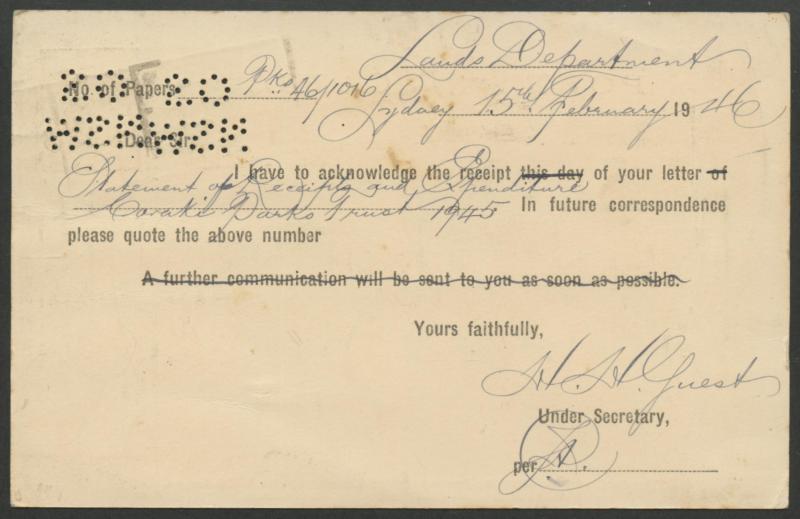 Lands Department
No. of Papers Pks 46/1016
Sydney 15th February 1946
Dear Sir,
I have to acknowledge the receipt this day of your letter of
Statement of Receipts and Expenditure
Coraki Parks Trust 1945. In future correspondence
please quote the above number
A further communication will be sent to you as soon as possible.
Yours faithfully,
H. H. Guest
Under Secretary,
per